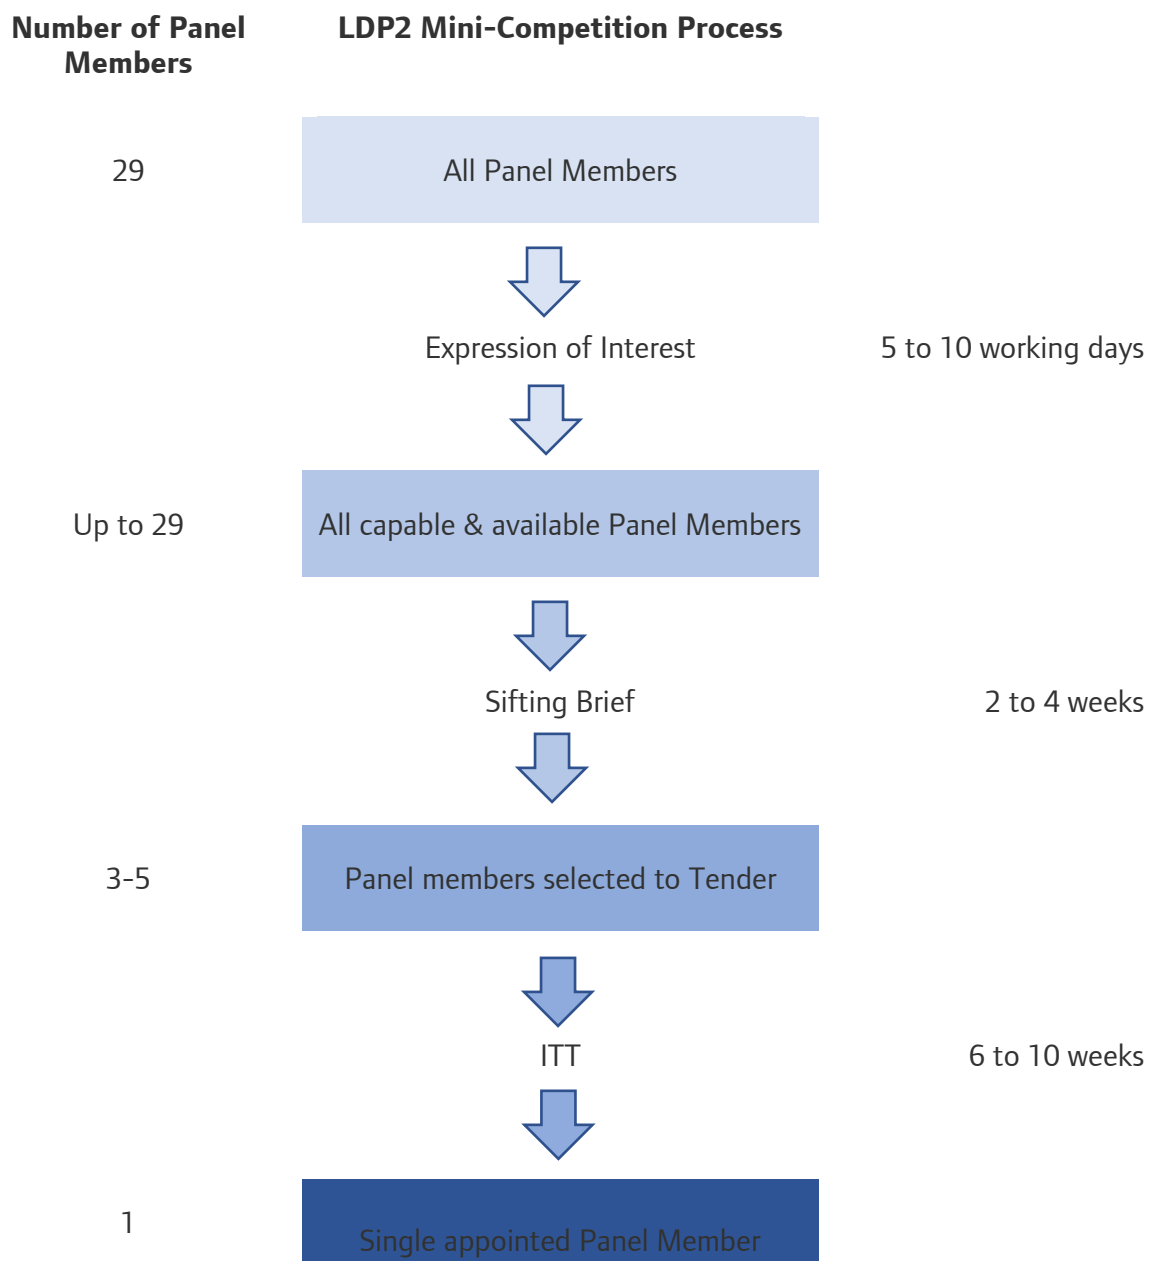 Number of Panel
Members
LDP2 Mini-Competition Process
29
All Panel Members
Expression of Interest
5 to 10 working days
Up to 29
All capable & available Panel Members
Sifting Brief
2 to 4 weeks
3-5
Panel members selected to Tender
ITT
6 to 10 weeks
1
Single appointed Panel Member